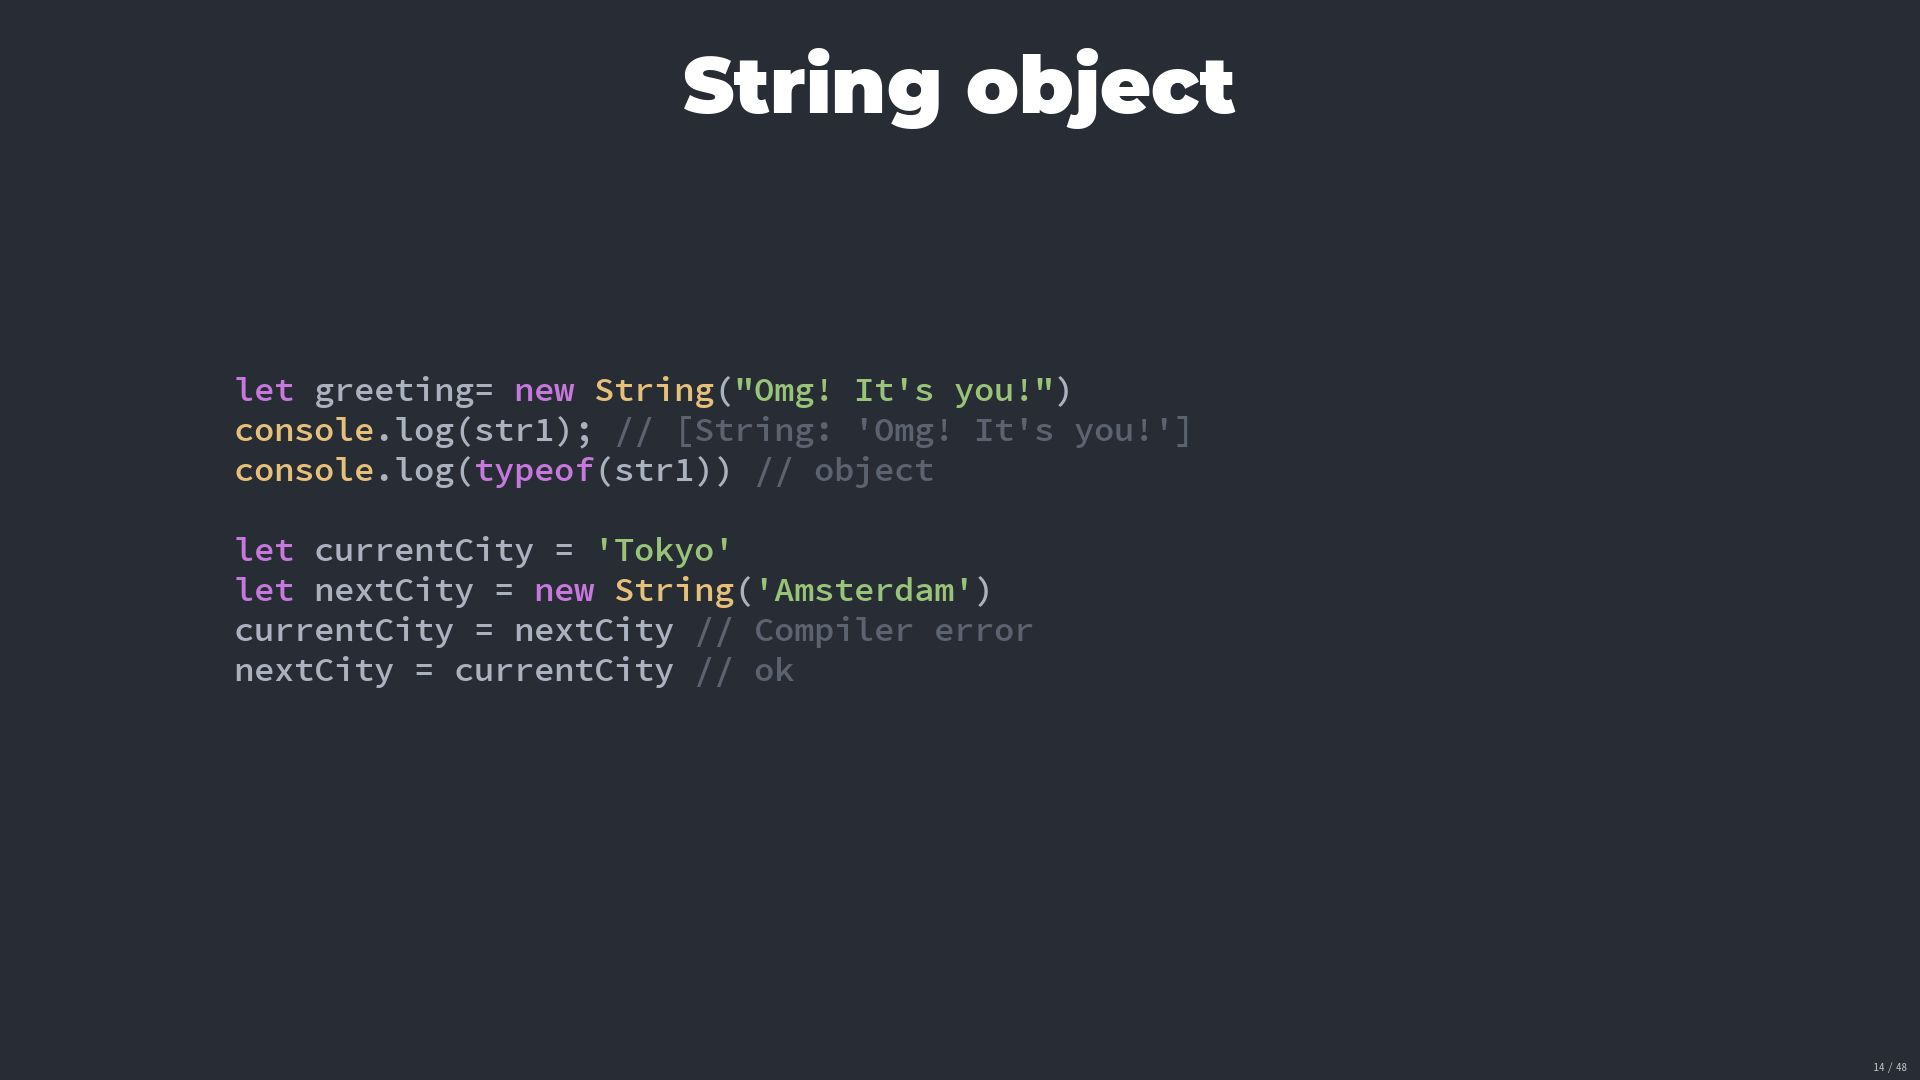 String object
let greeting= new String("Omg! It's you!")
console.log(str1); // [String: 'Omg! It's you!']
console.log(typeof(str1)) // object
let currentCity = 'Tokyo'
let nextCity = new String('Amsterdam')
currentCity = nextCity // Compiler error
nextCity = currentCity // ok
14 / 48